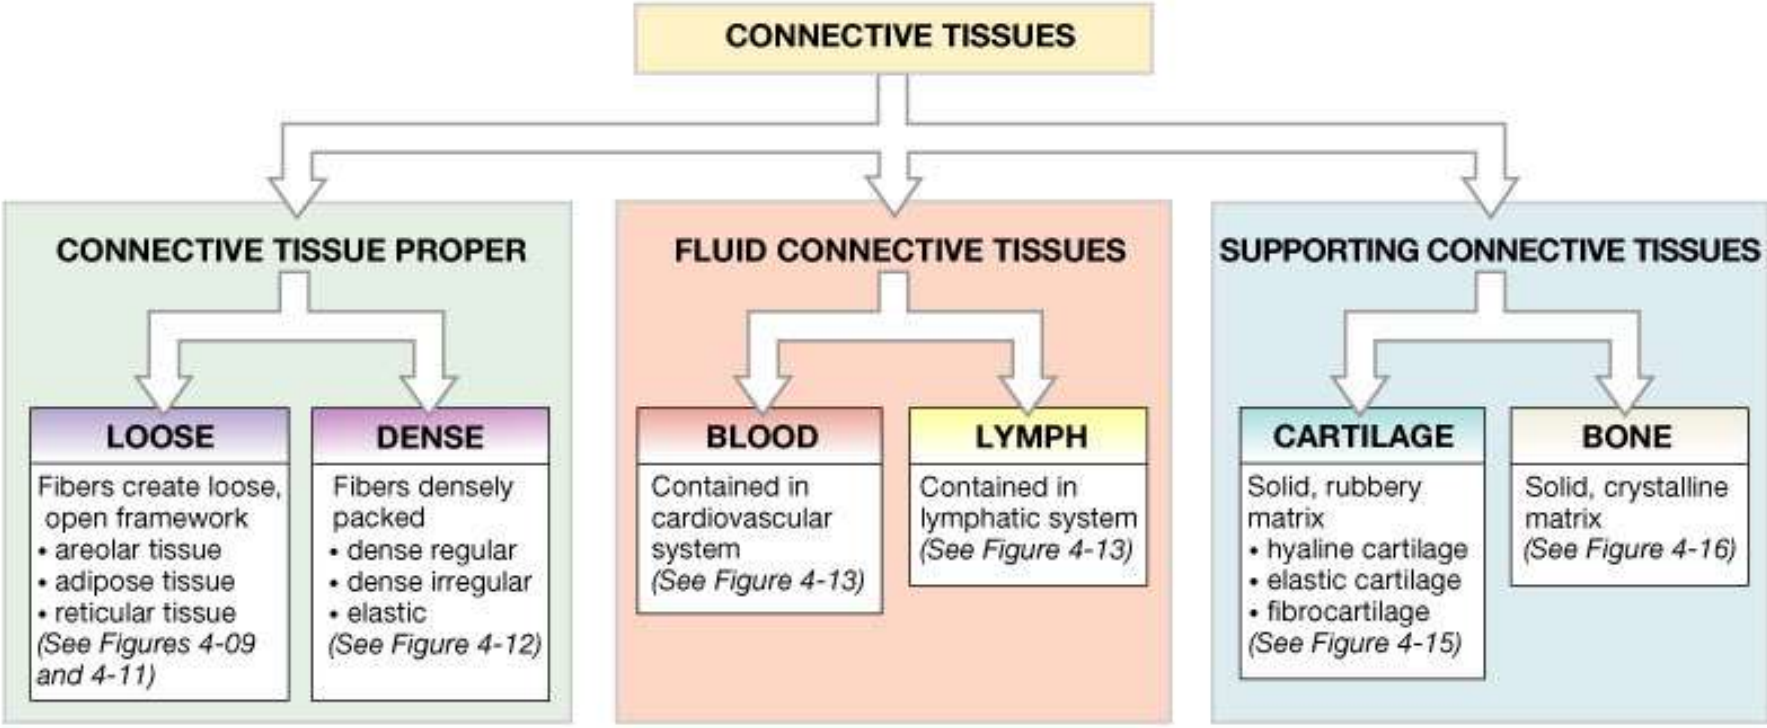 CONNECTIVE TISSUES
CONNECTIVE TISSUE PROPER
LOOSE
Fibers create loose,
open framework
• areolar tissue
• adipose tissue
• reticular tissue
(See Figures 4-09
and 4-11)
DENSE
Fibers densely
packed
• dense regular
• dense irregular
• elastic
(See Figure 4-12)
FLUID CONNECTIVE TISSUES
BLOOD
Contained in
cardiovascular
system
(See Figure 4-13)
LYMPH
Contained in
lymphatic system
(See Figure 4-13)
SUPPORTING CONNECTIVE TISSUES
CARTILAGE
Solid, rubbery
matrix
• hyaline cartilage
• elastic cartilage
• fibrocartilage
(See Figure 4-15)
BONE
Solid, crystalline
matrix
(See Figure 4-16)